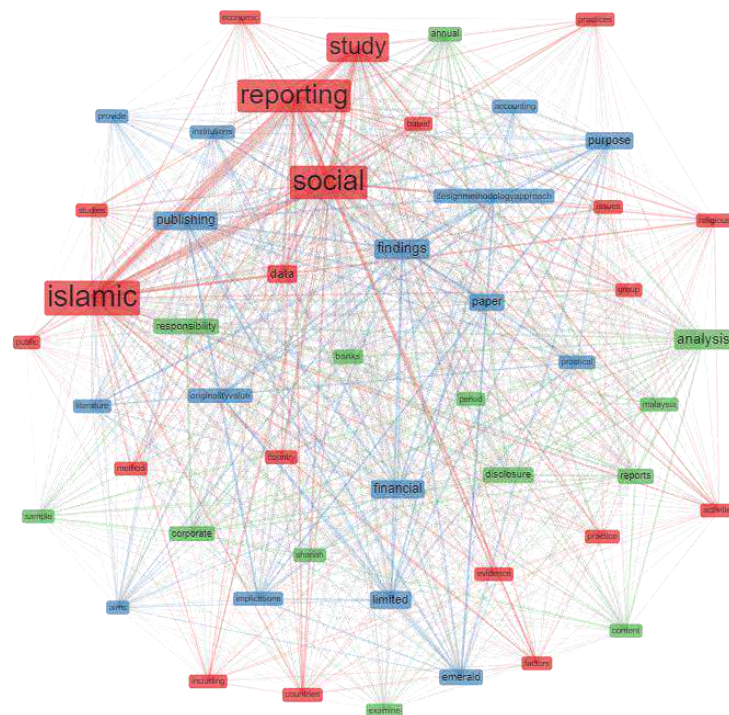 economic
practices
annual
study
reporting
accounting
provide
based
institutions
purpose
social
designmethodologyapproach
studies
issues
publishing
religious
findings
data
group
islamic
paper
responsibility
analysis
public
banks
practical
originalityvalue
period
literature
malaysia
country
method
disclosure
reports
financial
sample
corporate
practice
shariah
evidence
implications
limited
aims
content
factors
emerald
including
countries
examine